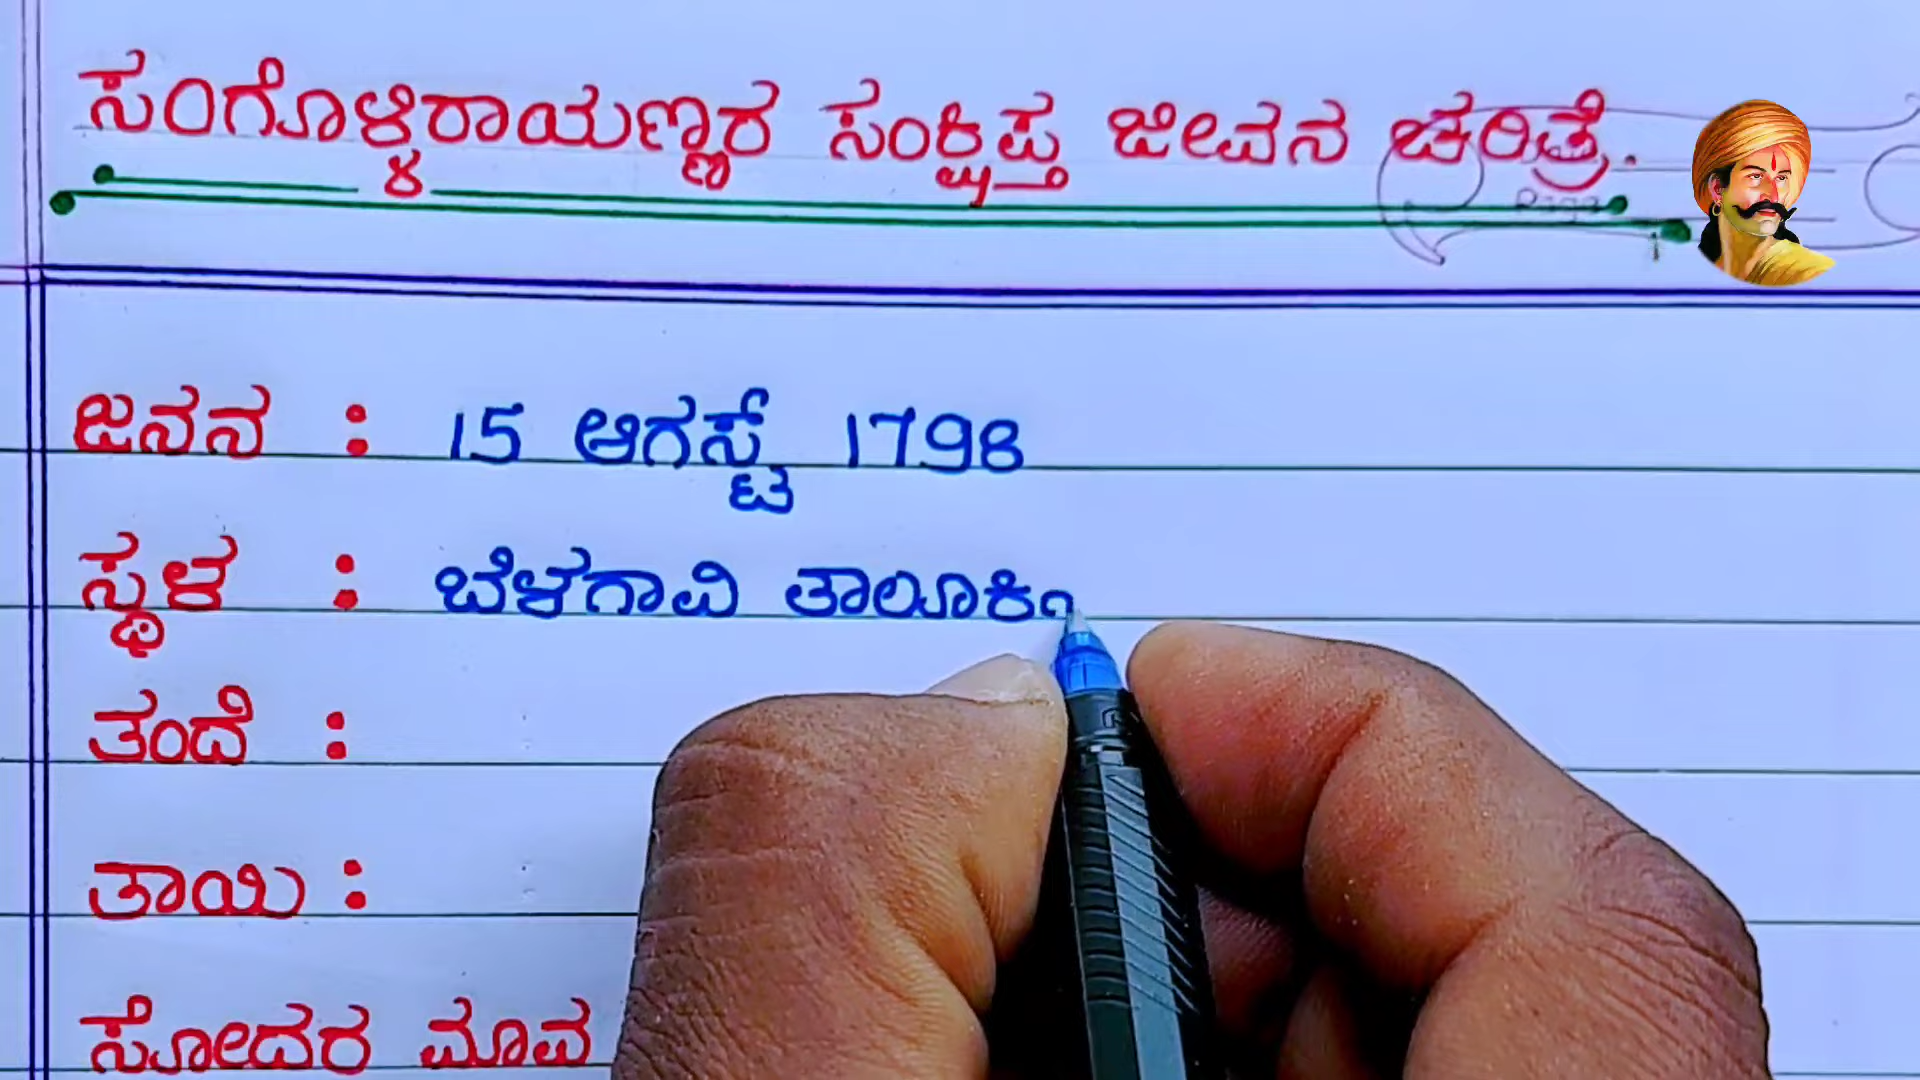 ಸಂಗೊಳ್ಳಿರಾಯಣ್ಣರ ಸಂಕ್ಷಿಪ್ತ ಜೀವನ ಚರಿತ್ರೆ.
ಜನನ : 15 ಆಗಸ್ಟ್ 1798
ಸ್ಥಳ : ಬೆಳಗಾವಿ ತಾಲೂಕಿ
ತಂದೆ :
ತಾಯಿ :
ಸೋದರ ಮಾವ